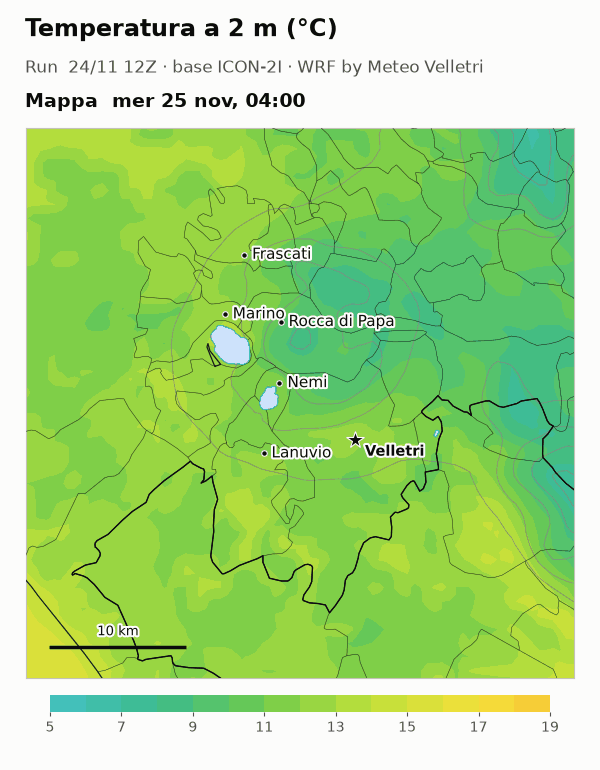 Temperatura a 2 m (°C)
Run  24/11 12Z · base ICON-2I · WRF by Meteo Velletri
Mappa  mer 25 nov, 04:00
Frascati
Marino
Rocca di Papa
Nemi
Velletri
Lanuvio
10 km
5 7 9 11 13 15 17 19